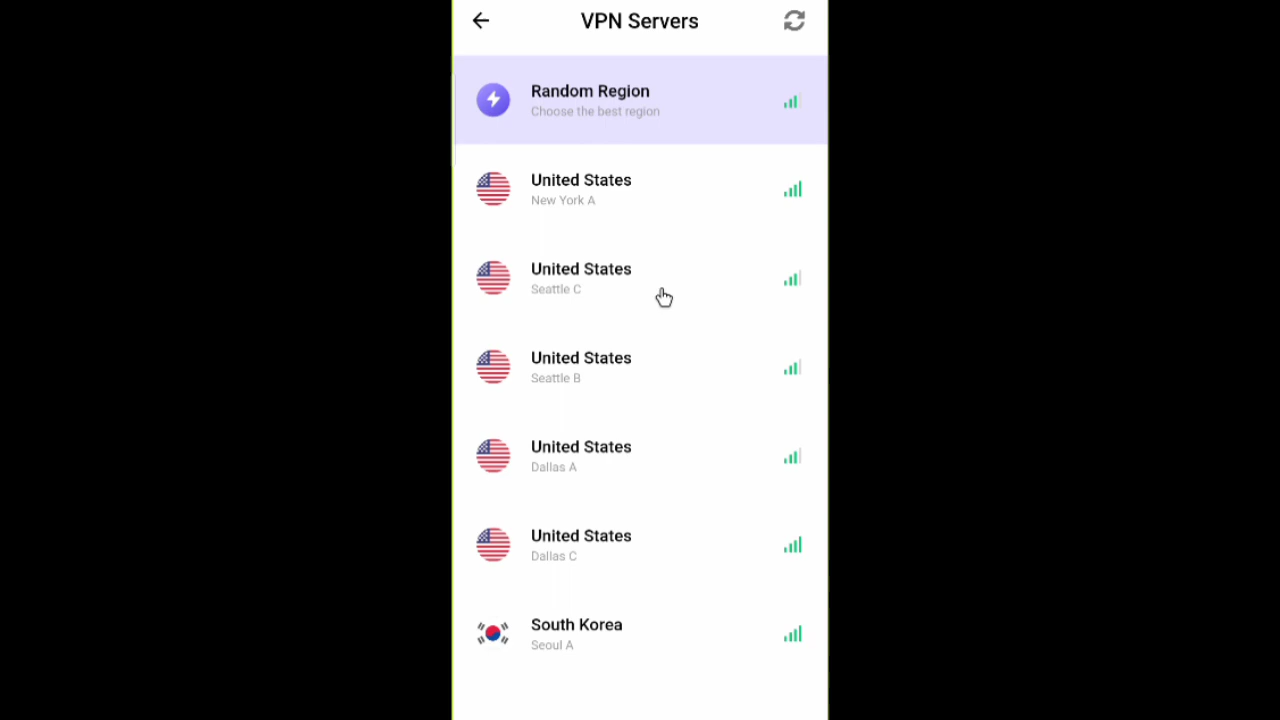 VPN Servers
Random Region
Choose the best region
United States
New York A
United States
Seattle C
United States
Seattle B
United States
Dallas A
United States
Dallas C
South Korea
Seoul A